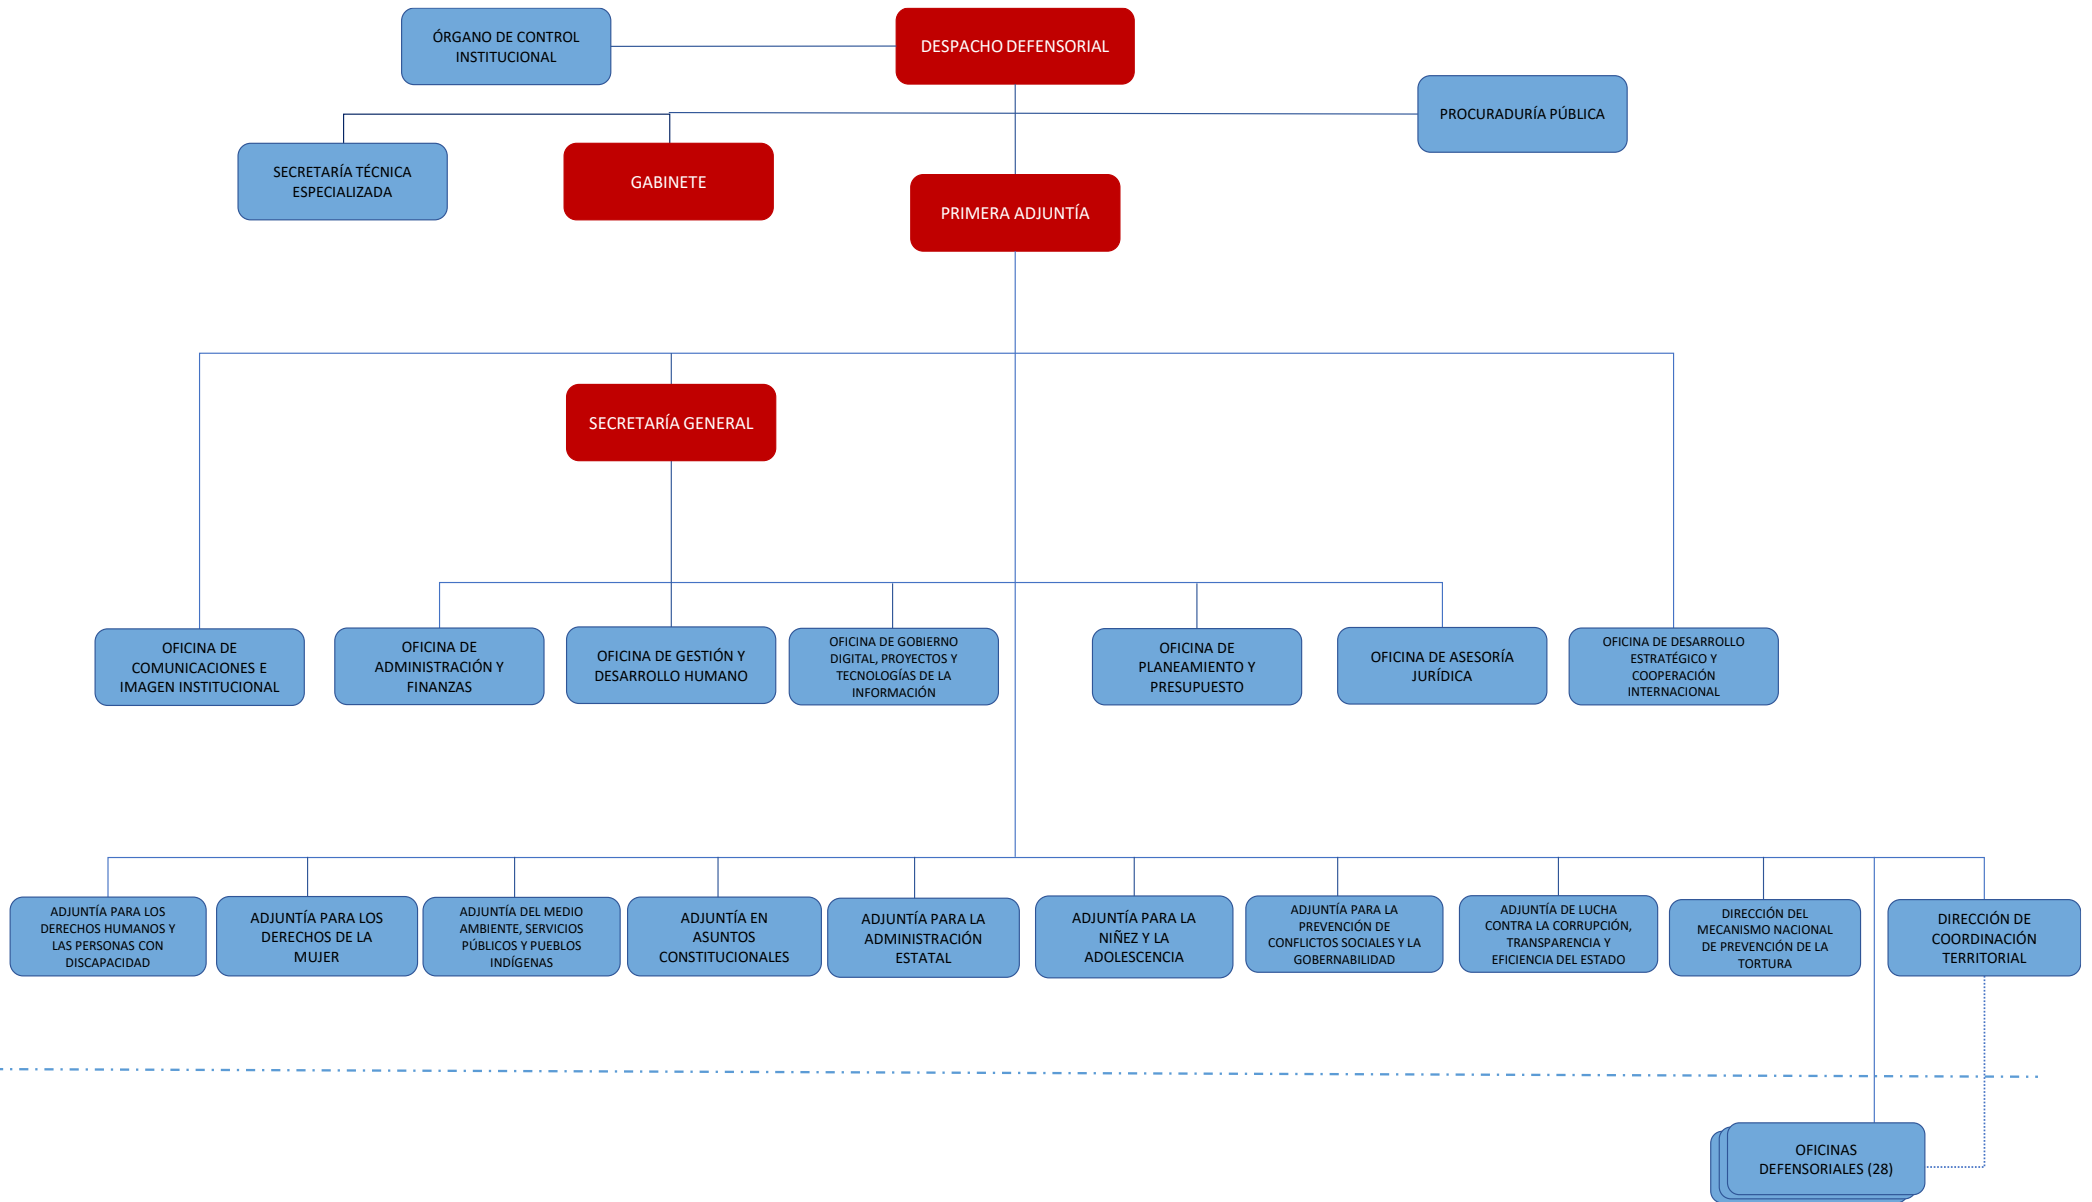 ÓRGANO DE CONTROL
INSTITUCIONAL
DESPACHO DEFENSORIAL
PROCURADURÍA PÚBLICA
SECRETARÍA TÉCNICA
ESPECIALIZADA
GABINETE
PRIMERA ADJUNTÍA
SECRETARÍA GENERAL
OFICINA DE
COMUNICACIONES E
IMAGEN INSTITUCIONAL
OFICINA DE
ADMINISTRACIÓN Y
FINANZAS
OFICINA DE GESTIÓN Y
DESARROLLO HUMANO
OFICINA DE GOBIERNO
DIGITAL, PROYECTOS Y
TECNOLOGÍAS DE LA
INFORMACIÓN
OFICINA DE
PLANEAMIENTO Y
PRESUPUESTO
OFICINA DE ASESORÍA
JURÍDICA
OFICINA DE DESARROLLO
ESTRATÉGICO Y
COOPERACIÓN
INTERNACIONAL
ADJUNTÍA PARA LOS
DERECHOS HUMANOS Y
LAS PERSONAS CON
DISCAPACIDAD
ADJUNTÍA PARA LOS
DERECHOS DE LA
MUJER
ADJUNTÍA DEL MEDIO
AMBIENTE, SERVICIOS
PÚBLICOS Y PUEBLOS
INDÍGENAS
ADJUNTÍA EN
ASUNTOS
CONSTITUCIONALES
ADJUNTÍA PARA LA
ADMINISTRACIÓN
ESTATAL
ADJUNTÍA PARA LA
NIÑEZ Y LA
ADOLESCENCIA
ADJUNTÍA PARA LA
PREVENCIÓN DE
CONFLICTOS SOCIALES Y LA
GOBERNABILIDAD
ADJUNTÍA DE LUCHA
CONTRA LA CORRUPCIÓN,
TRANSPARENCIA Y
EFICIENCIA DEL ESTADO
DIRECCIÓN DEL
MECANISMO NACIONAL
DE PREVENCIÓN DE LA
TORTURA
DIRECCIÓN DE
COORDINACIÓN
TERRITORIAL
OFICINAS
DEFENSORIALES (28)